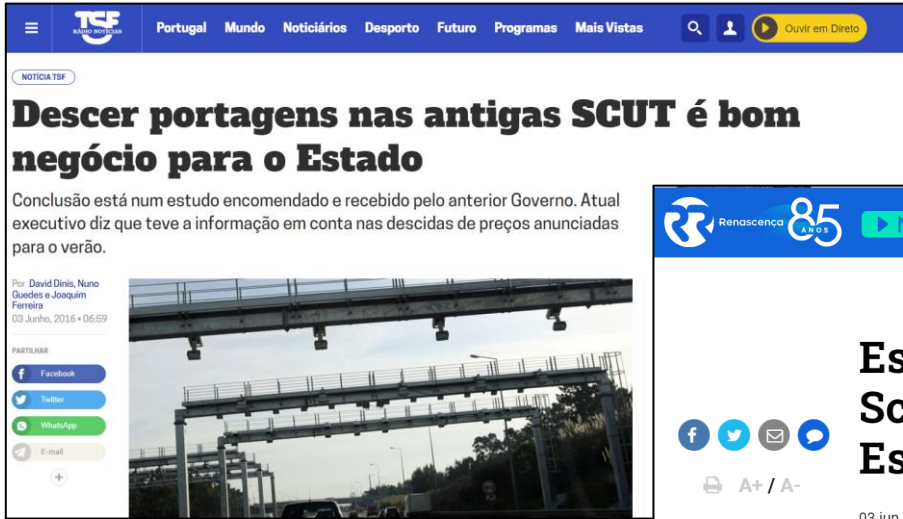 TSF
RÁDIO NOTÍCIAS
Portugal Mundo Noticiários Desporto Futuro Programas Mais Vistas
Ouvir em Direto
NOTÍCIA TSF
Descer portagens nas antigas SCUT é bom
negócio para o Estado
Conclusão está num estudo encomendado e recebido pelo anterior Governo. Atual
executivo diz que teve a informação em conta nas descidas de preços anunciadas
para o verão.
Por David Dinis, Nuno
Guedes e Joaquim
Ferreira
03 Junho, 2016 • 06:59
PARTILHAR
Facebook
Twitter
WhatsApp
E-mail
+
Renascença 85
ANOS
Es
Sc
Es
A+ / A-
03 jun